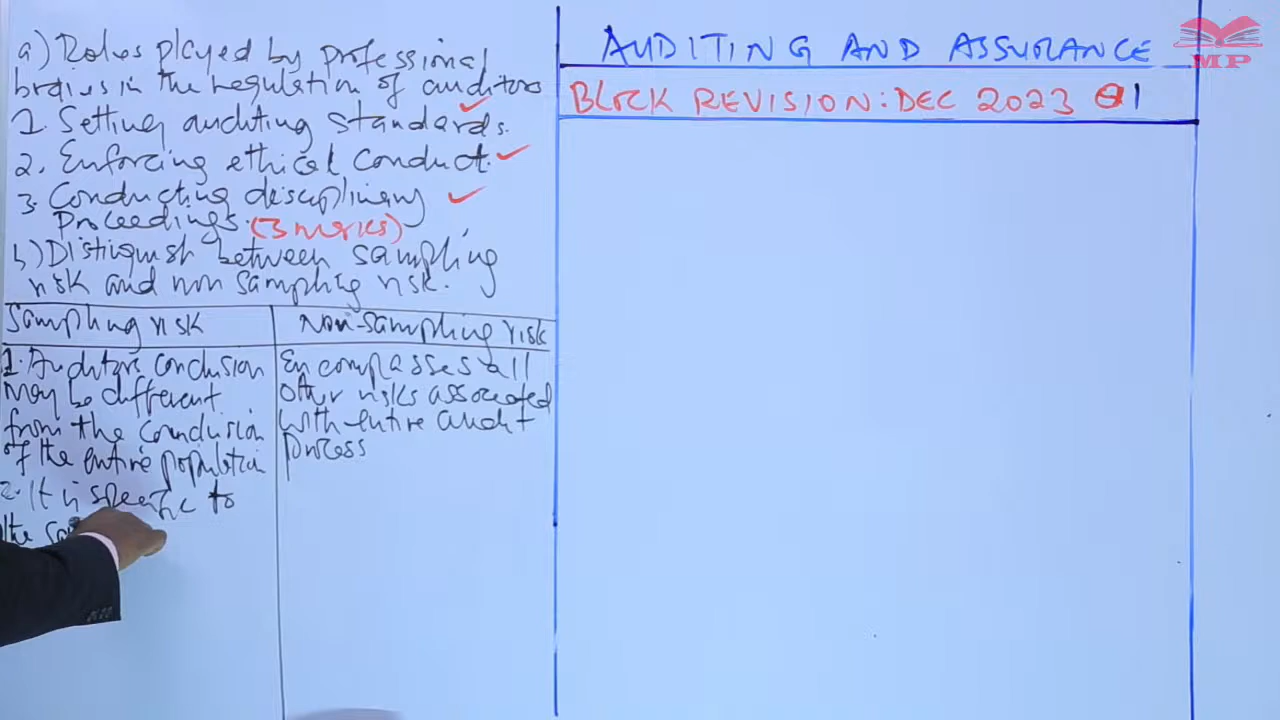 a) Roles played by professional
bodies in the regulation of auditors
1. Setting auditing standards.
2. Enforcing ethical conduct.
3. Conducting disciplinary
Proceedings. (3 marks)
b) Distinguish between sampling
risk and non sampling risk.
Sampling risk
1. Auditors conclusion
may be different
from the conclusion
of the entire population
2. It is specific to
the
Non-sampling risk
Encompasses all
other risks associated
with entire audit
process
AUDITING AND ASSURANCE
BLOCK REVISION: DEC 2023 Q1
MP